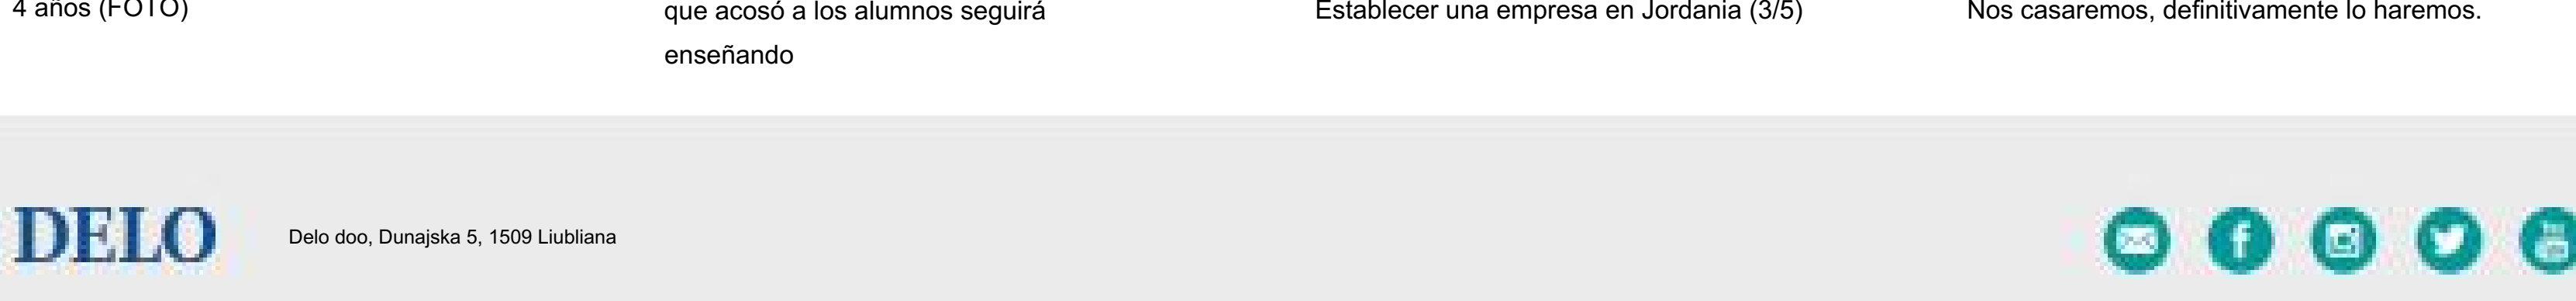 4 años (FOTO)
que acosó a los alumnos seguirá
enseñando
Establecer una empresa en Jordania (3/5)
Nos casaremos, definitivamente lo haremos.
DELO
Delo doo, Dunajska 5, 1509 Liubliana